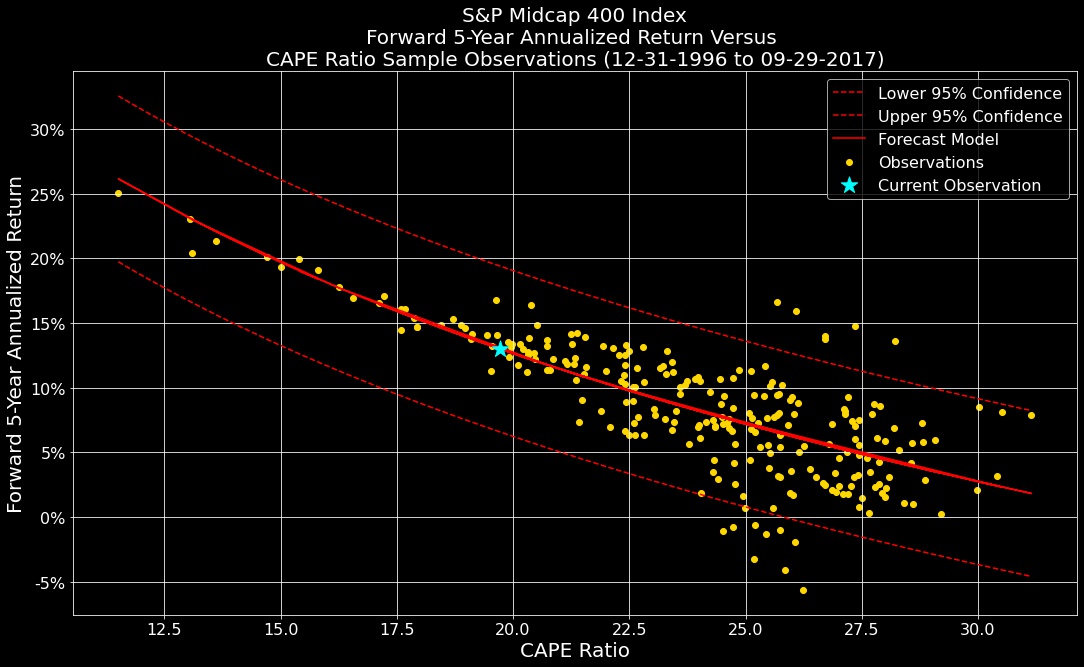 S&P Midcap 400 Index
Forward 5-Year Annualized Return Versus
CAPE Ratio Sample Observations (12-31-1996 to 09-29-2017)
Lower 95% Confidence
Upper 95% Confidence
Forecast Model
Observations
Current Observation
Forward 5-Year Annualized Return
30%
25%
20%
15%
10%
5%
0%
-5%
12.5 15.0 17.5 20.0 22.5 25.0 27.5 30.0
CAPE Ratio